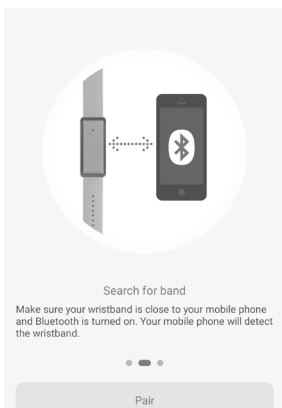 Search for band
Make sure your wristband is close to your mobile phone
and Bluetooth is turned on. Your mobile phone will detect
the wristband.
Pair